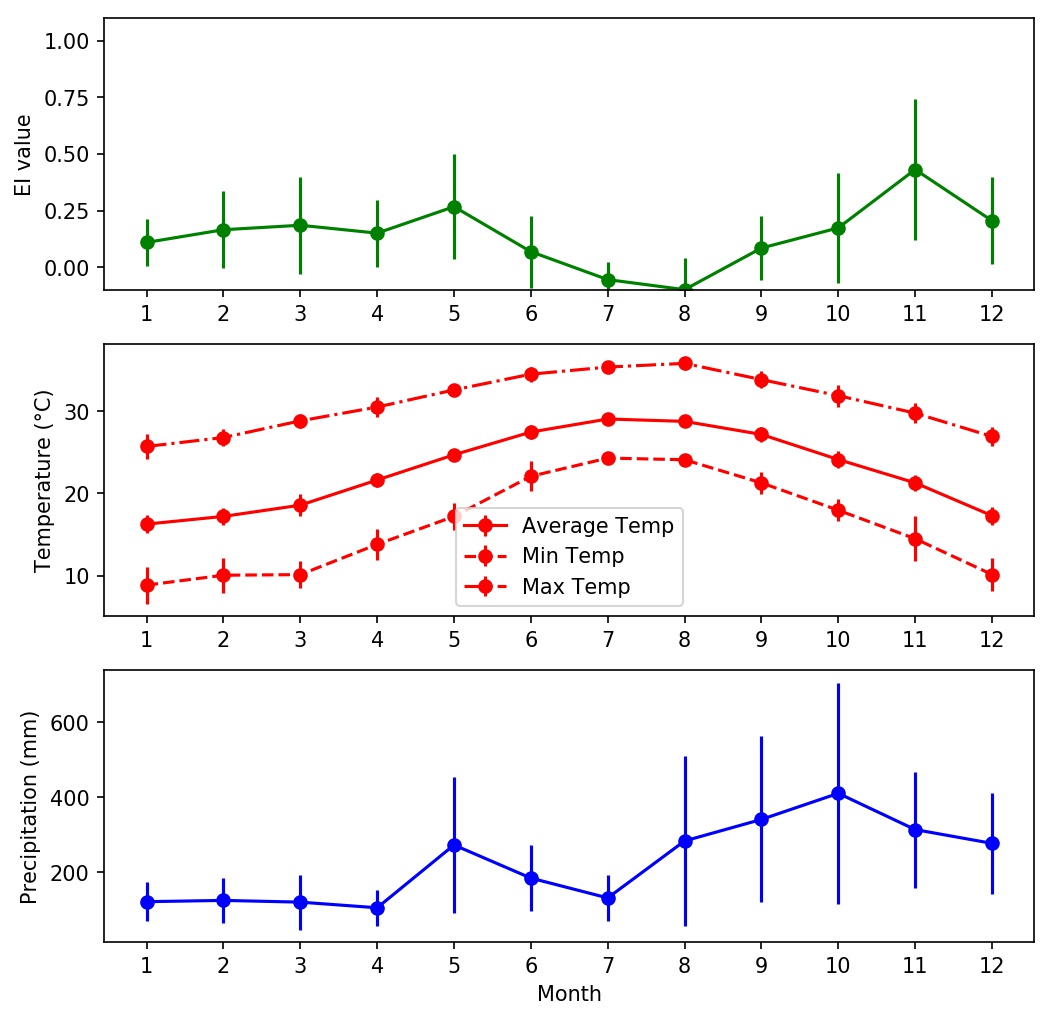 EI value
1.00
0.75
0.50
0.25
0.00
1 2 3 4 5 6 7 8 9 10 11 12
Temperature (°C)
30
20
10
Average Temp
Min Temp
Max Temp
1 2 3 4 5 6 7 8 9 10 11 12
Precipitation (mm)
600
400
200
1 2 3 4 5 6 7 8 9 10 11 12
Month